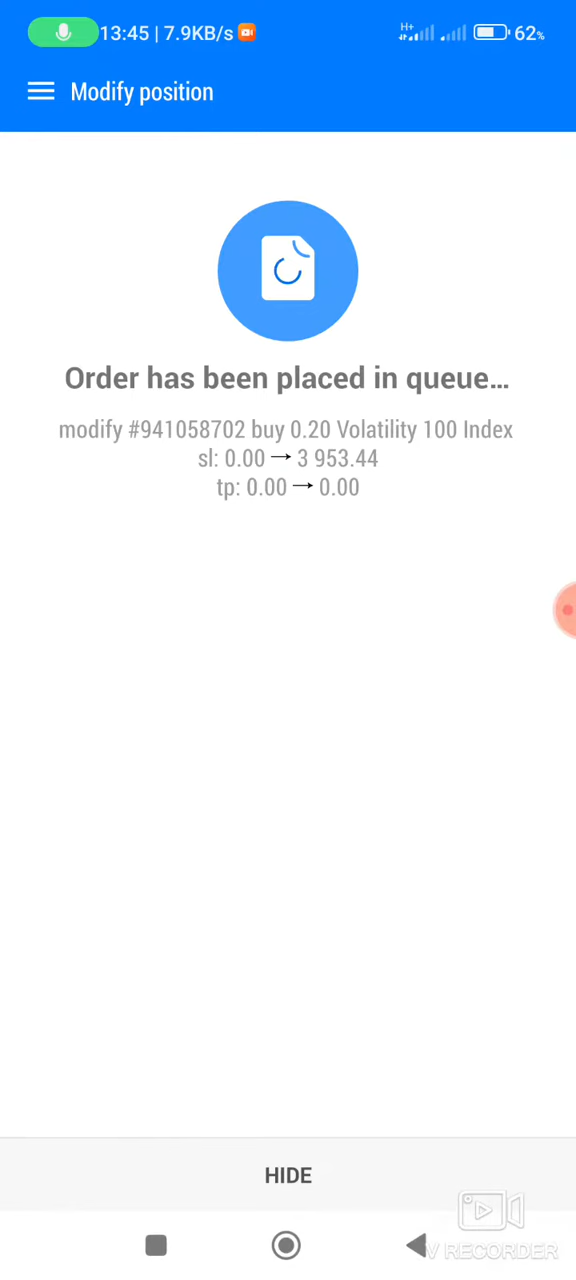 13:45 | 7.9KB/s H+ 62%
Modify position
Order has been placed in queue...
modify #941058702 buy 0.20 Volatility 100 Index
sl: 0.00 → 3 953.44
tp: 0.00 → 0.00
HIDE
V RECORDER